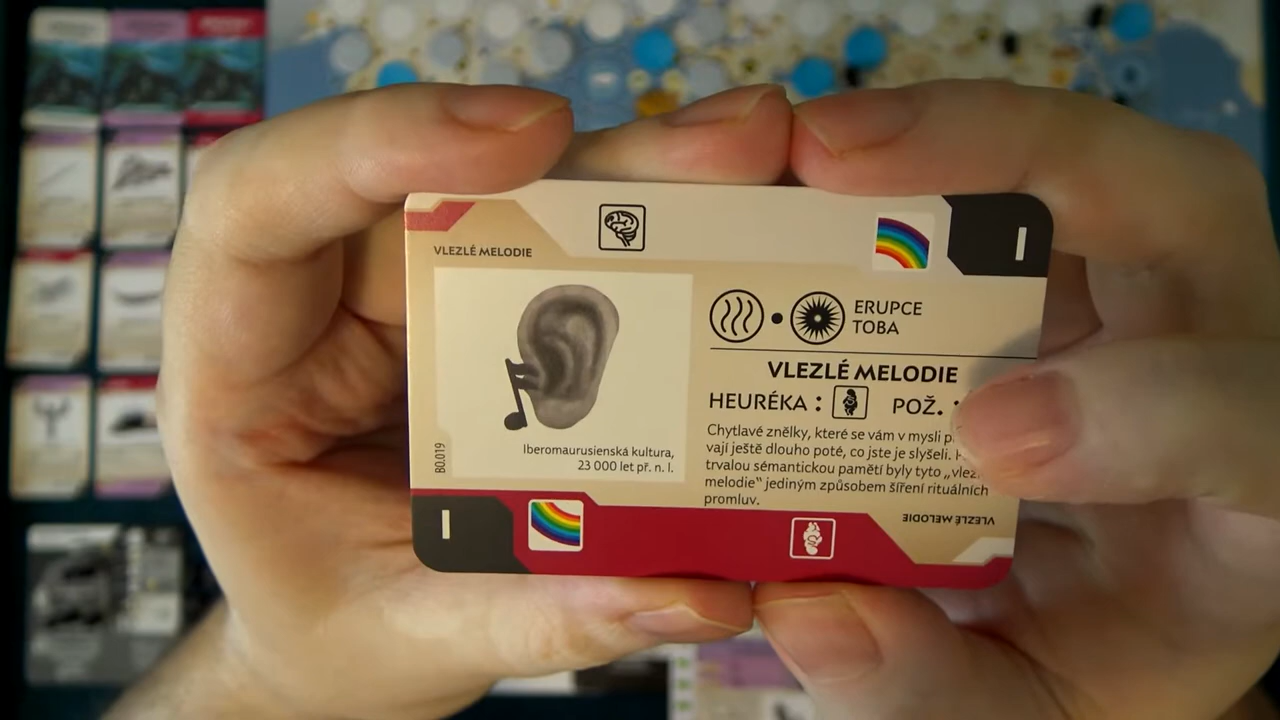 VLEZLÉ MELODIE
I
ERUPCE
TOBA
VLEZLÉ MELODIE
HEURÉKA : POŽ. :
Chytlavé znělky, které se vám v mysli
vají ještě dlouho poté, co jste je slyšeli.
trvalou sémantickou pamětí byly tyto
melodie“ jediným způsobem šíření rituálních
promluv.
Iberomaurusienská kultura,
23 000 let př. n. l.
B0.019
I
VLEZLÉ MELODIE